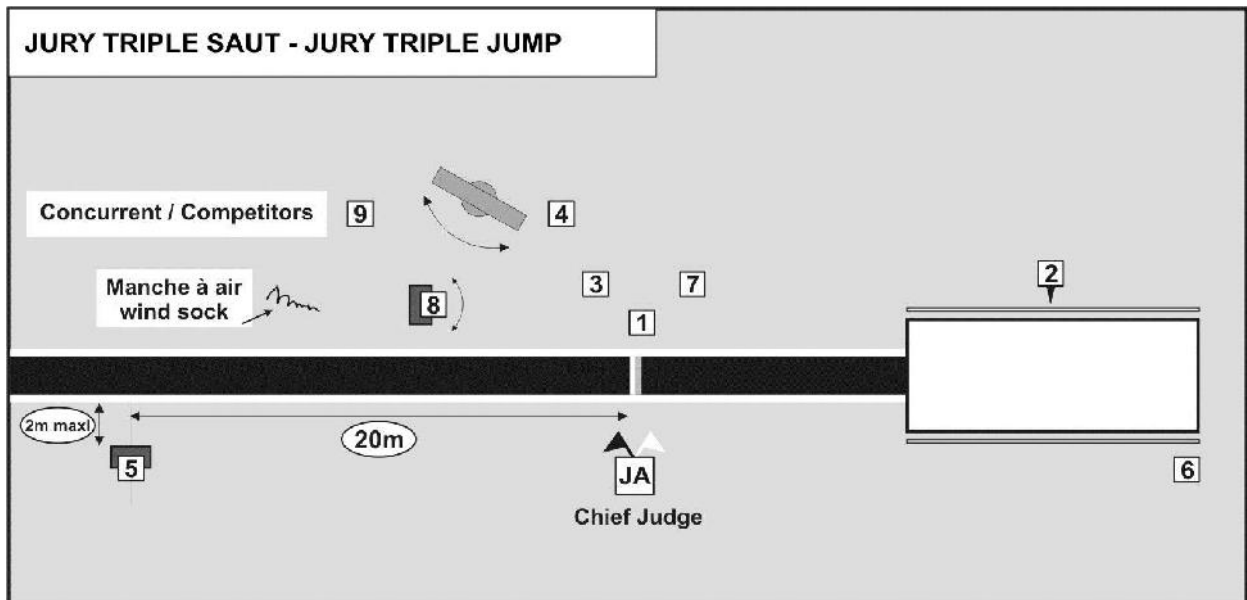 JURY TRIPLE SAUT - JURY TRIPLE JUMP
Concurrent / Competitors
9
4
Manche à air
wind sock
8
3
7
1
2
2m maxI
20m
5
JA
6
Chief Judge